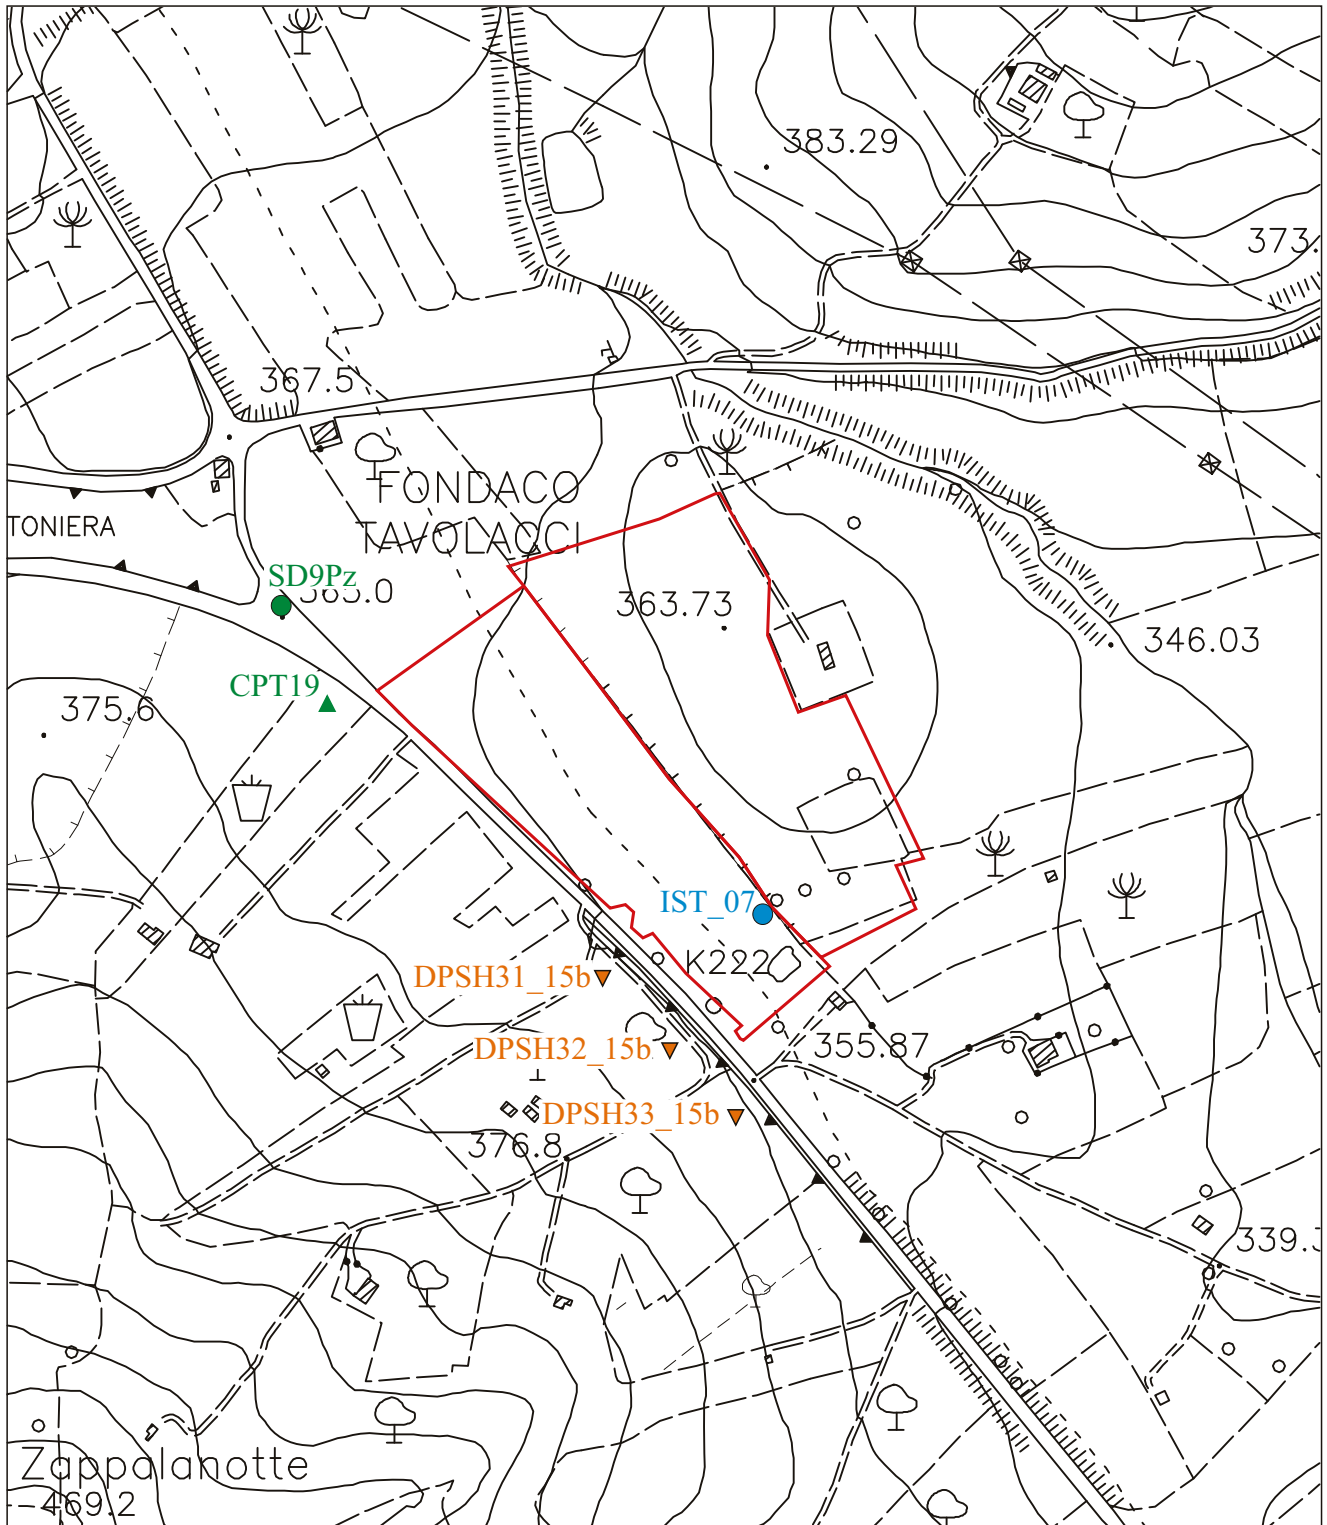 383.29
373.
367.5
FONDACO
TAVOLACCI
TONIERA
SD9Pz
363.73
346.03
CPT19
375.6
IST_07
K222
DPSH31_15b
355.87
DPSH32_15b
DPSH33_15b
376.8
339.
Zappalanotte
469.2